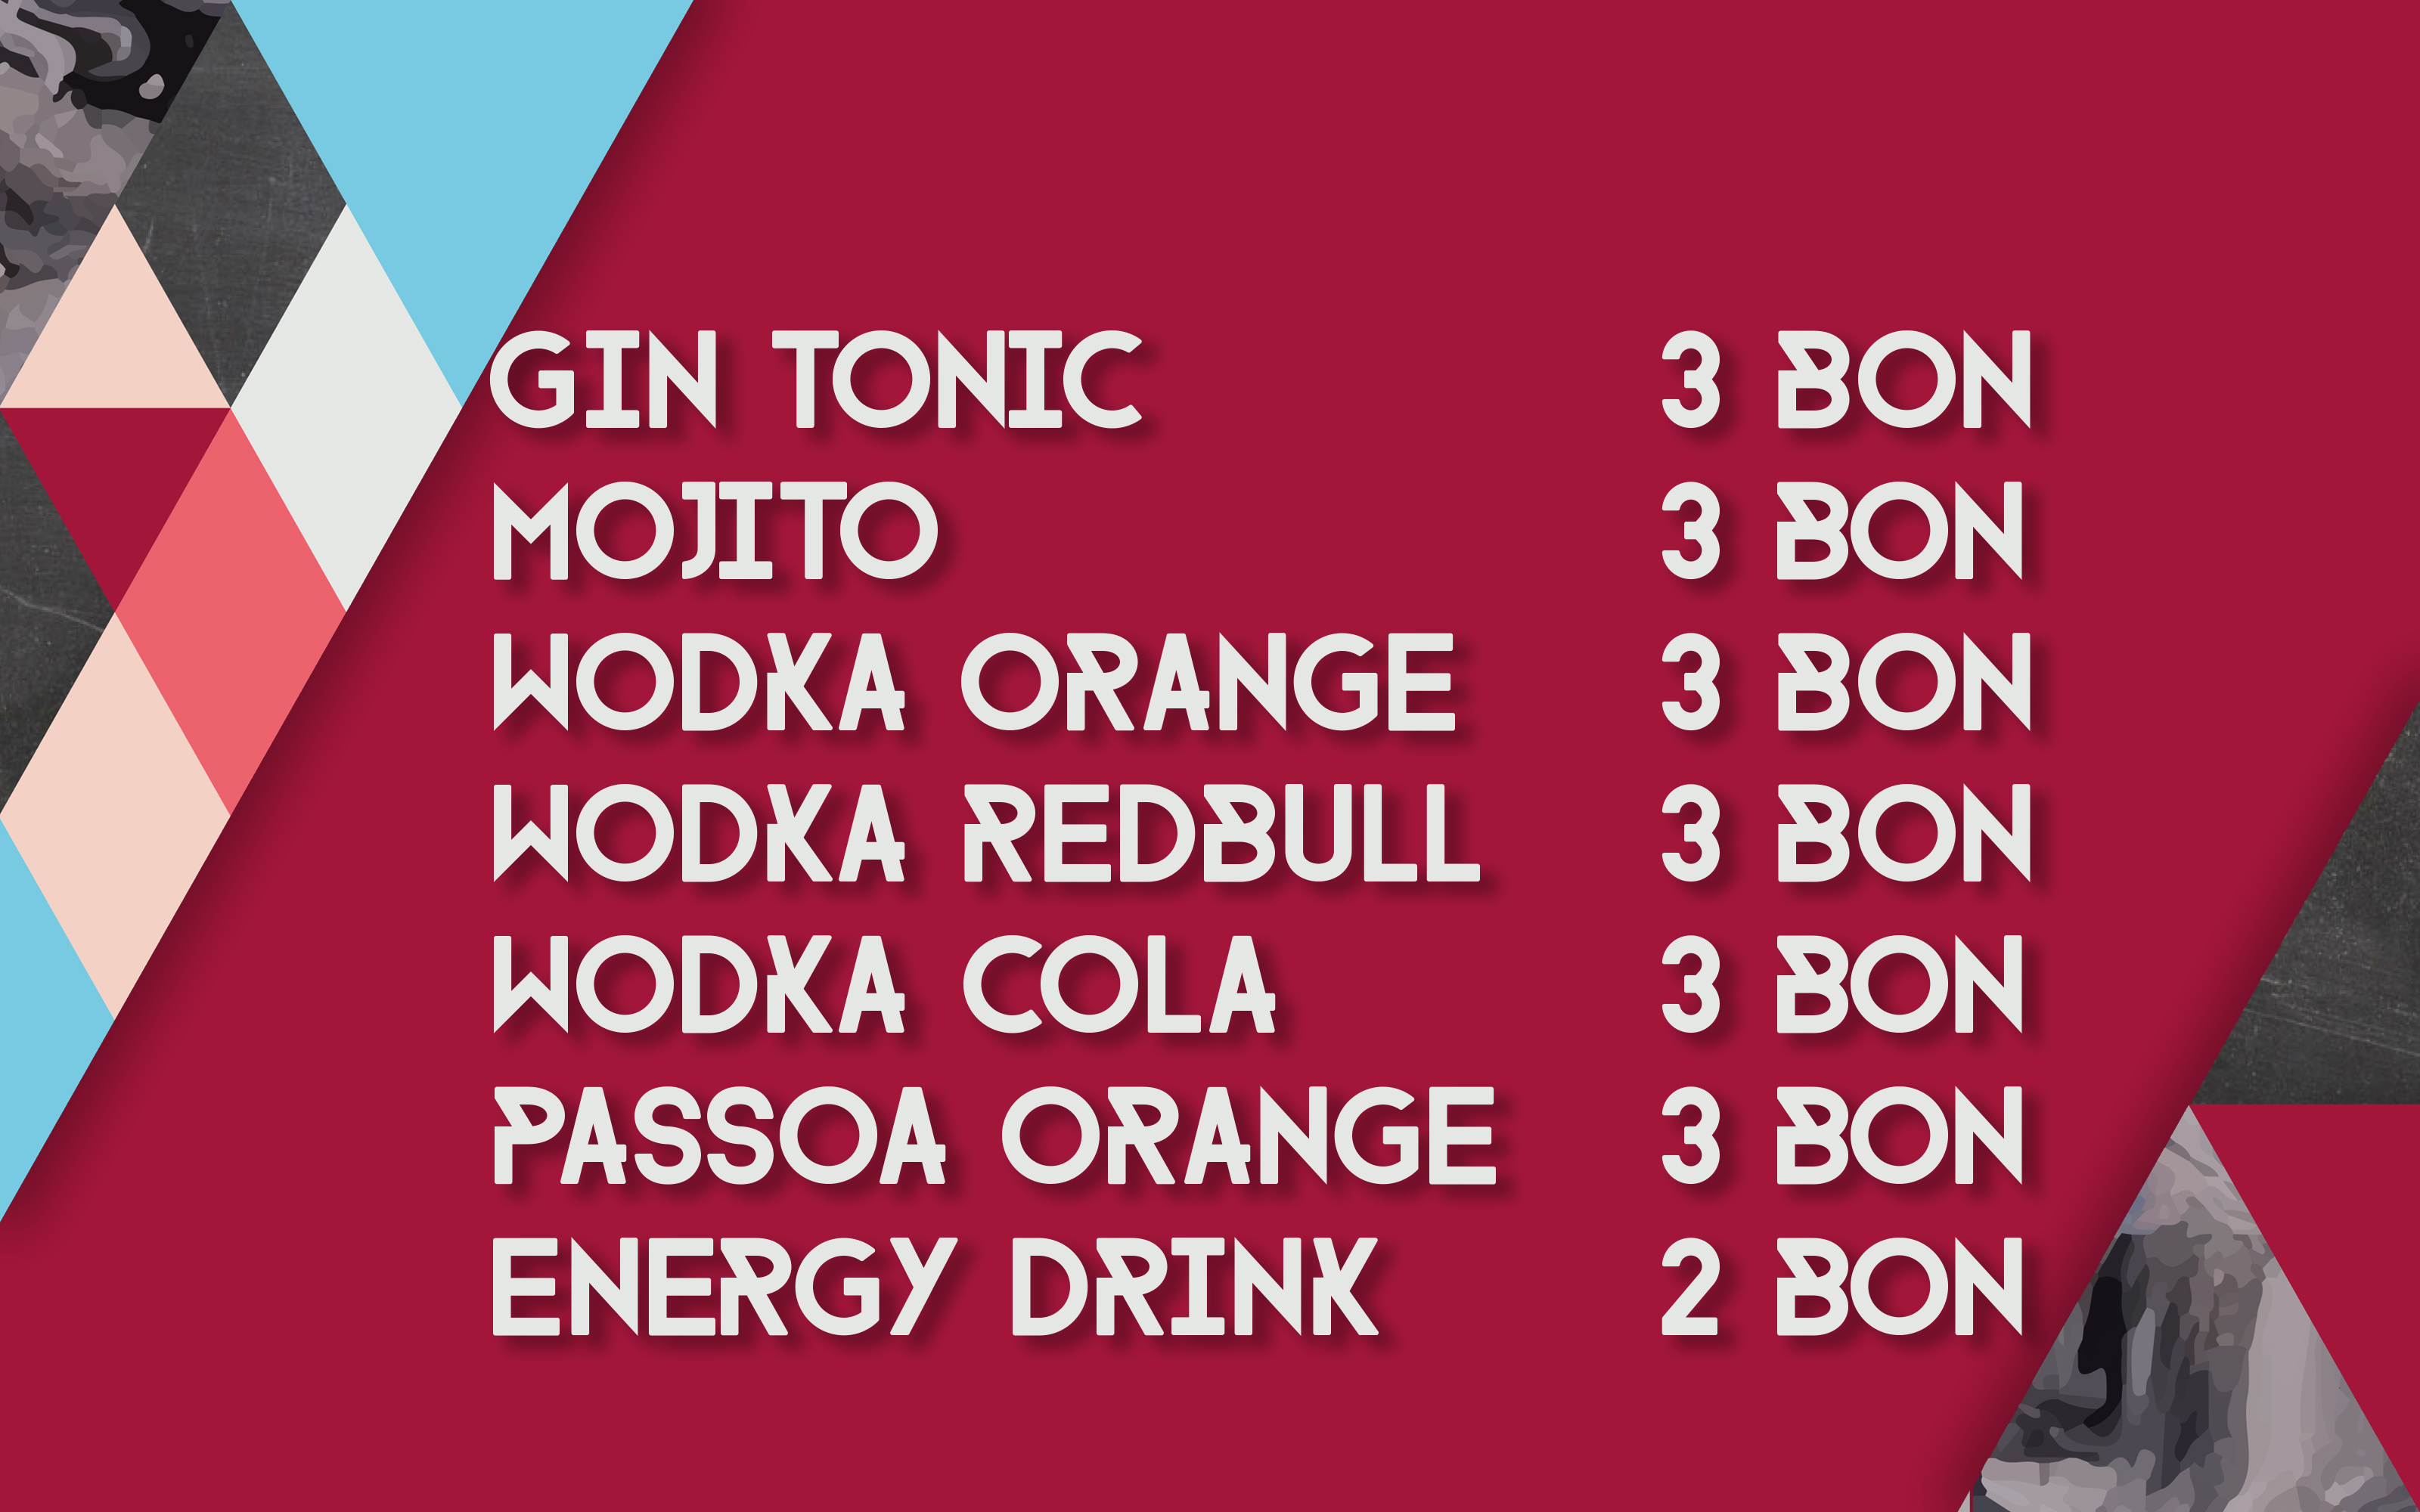 GIN TONIC 3 BON
MOJITO 3 BON
WODKA ORANGE 3 BON
WODKA REDBULL 3 BON
WODKA COLA 3 BON
PASSOA ORANGE 3 BON
ENERGY DRINK 2 BON